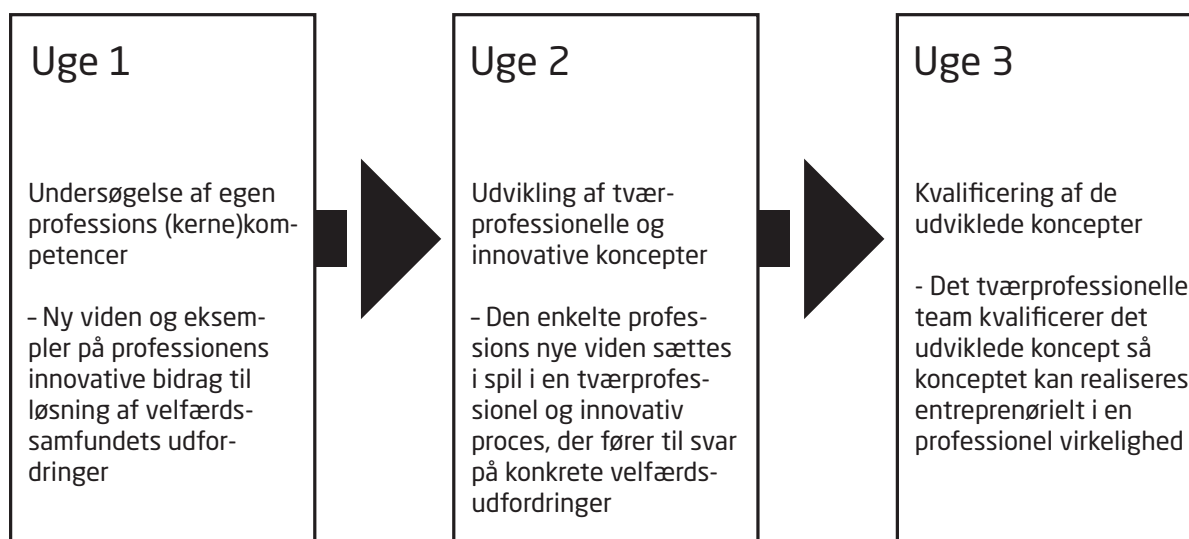 Uge 1
Undersøgelse af egen
professions (kerne)kom-
petencer
– Ny viden og eksem-
pler på professionens
innovative bidrag til
løsning af velfærds-
samfundets udfor-
dringer
Uge 2
Udvikling af tvær-
professionelle og
innovative koncepter
– Den enkelte profes-
sions nye viden sættes
i spil i en tværprofes-
sionel og innovativ
proces, der fører til svar
på konkrete velfærds-
udfordringer
Uge 3
Kvalificering af de
udviklede koncepter
- Det tværprofessionelle
team kvalificerer det
udviklede koncept så
konceptet kan realiseres
entreprenørielt i en
professionel virkelighed